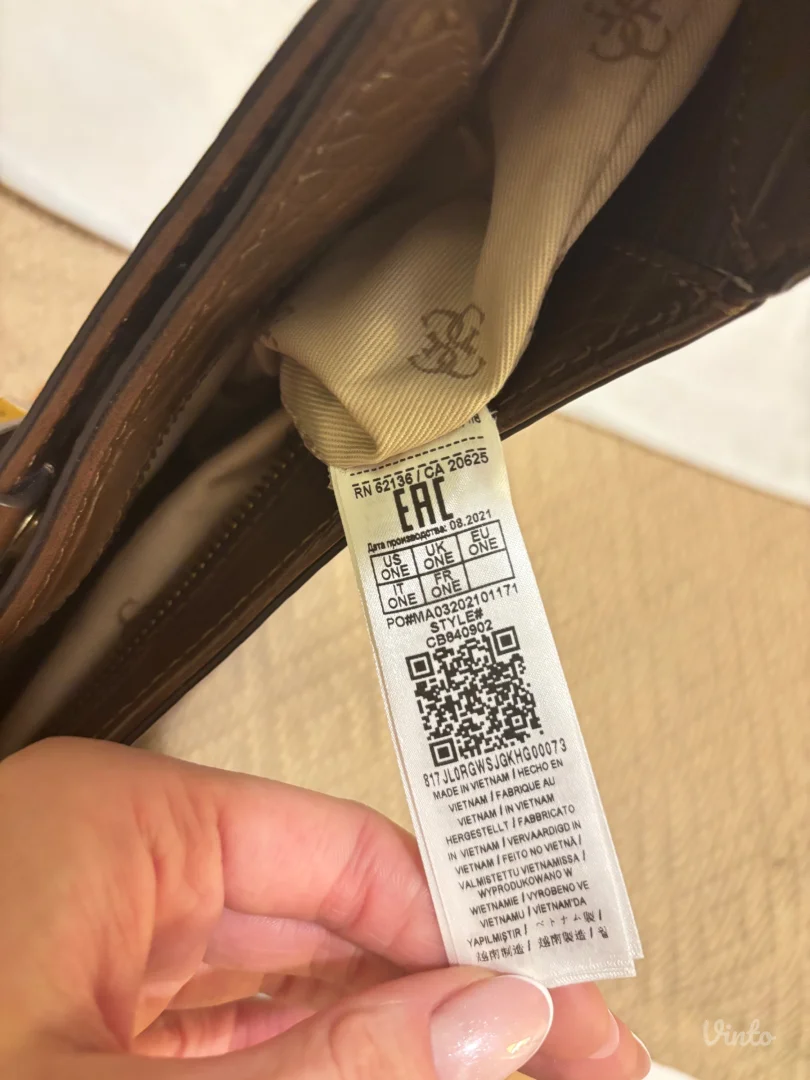 RN 62136 / CA 20625
EAC
Дата производства: 08.2021
US ONE UK ONE EU ONE
IT ONE FR ONE
PO#MA03202101171
STYLE#
CB840902
817JL0RGWSJGKHG00073
MADE IN VIETNAM / HECHO EN
VIETNAM / FABRIQUE AU
VIETNAM / IN VIETNAM
HERGESTELLT / FABBRICATO
IN VIETNAM / VERVAARDIGD IN
VIETNAM / FEITO NO VIETNÃ /
VALMISTETTU VIETNAMISSA /
WYPRODUKOWANO W
WIETNAMIE / VYROBENO VE
VIETNAMU / VIETNAM'DA
YAPILMIŞTIR / ベトナム製 /
越南制造 / 越南製造 /
Vinto